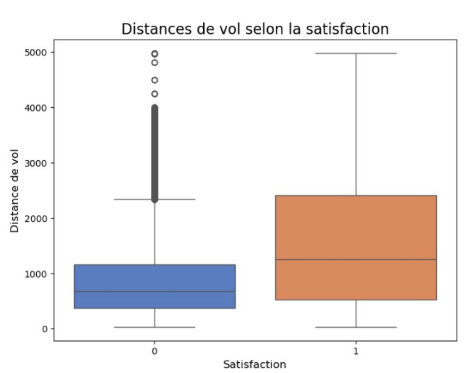 Distances de vol selon la satisfaction
5000
4000
3000
2000
1000
0
Distance de vol
0
1
Satisfaction